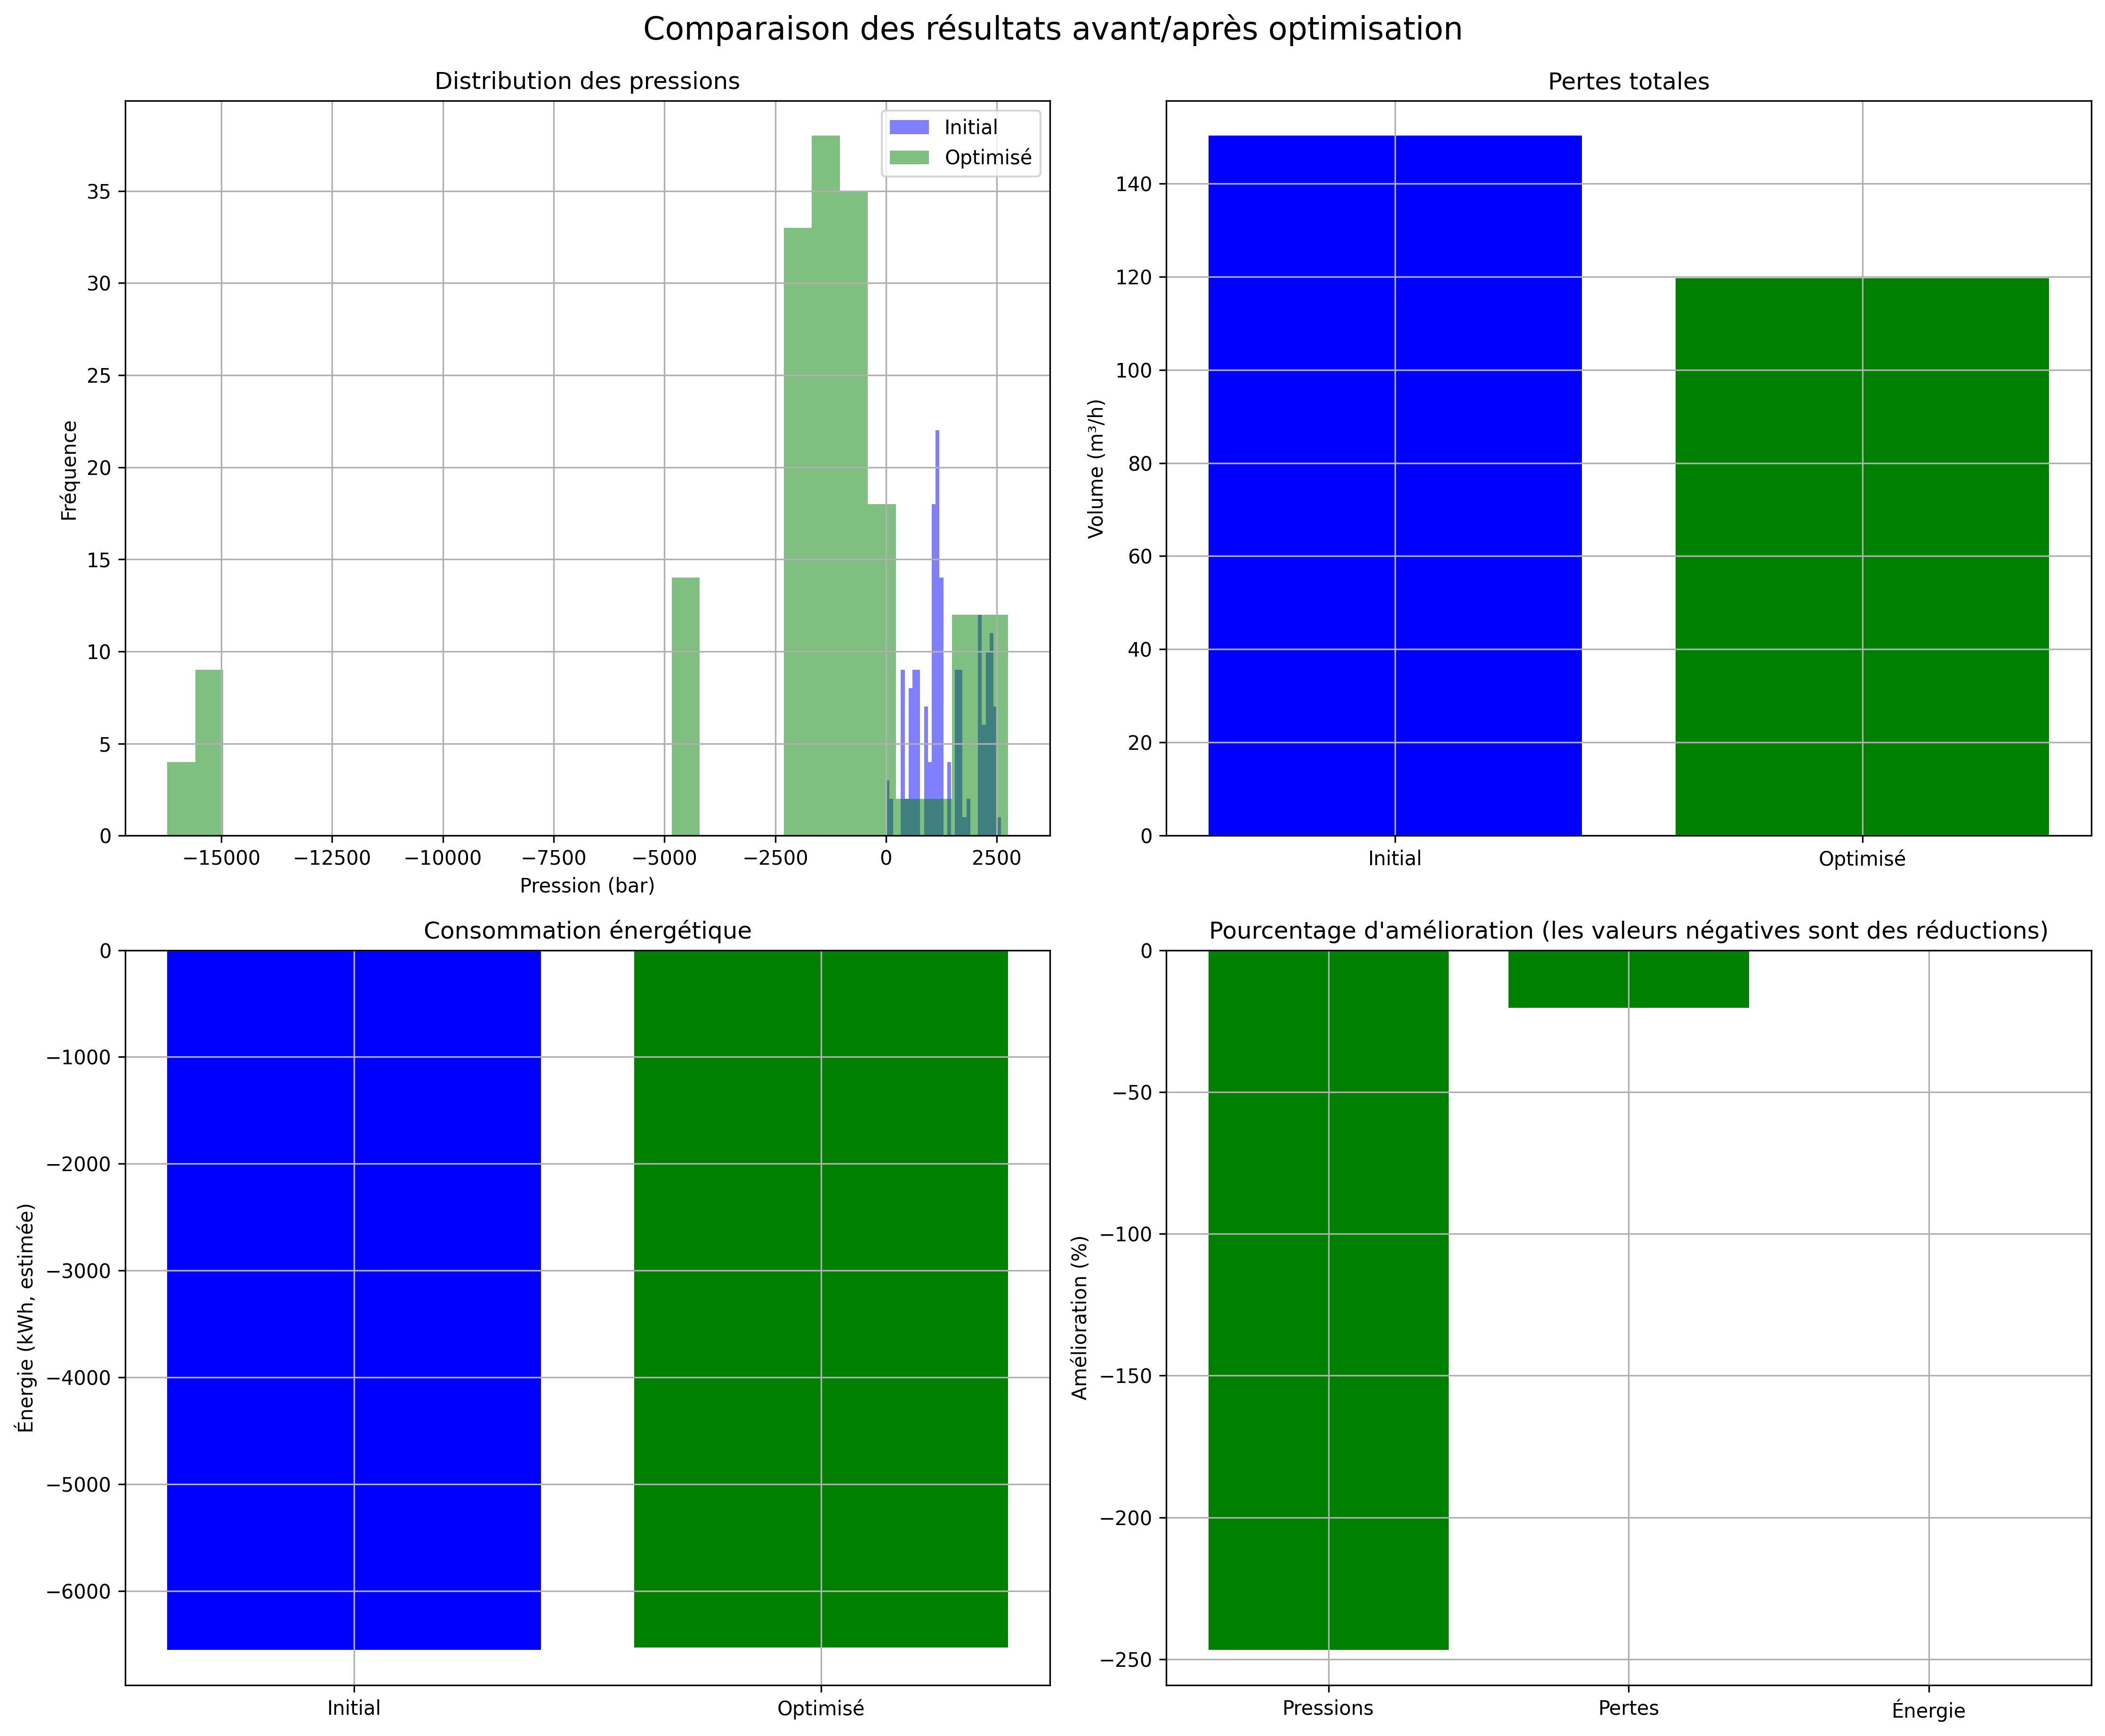 Comparaison des résultats avant/après optimisation
Distribution des pressions
Fréquence
35
30
25
20
15
10
5
0
Initial
Optimisé
−15000 −12500 −10000 −7500 −5000 −2500 0 2500
Pression (bar)
Pertes totales
Volume (m³/h)
140
120
100
80
60
40
20
0
Initial Optimisé
Consommation énergétique
Énergie (kWh, estimée)
0
−1000
−2000
−3000
−4000
−5000
−6000
Initial Optimisé
Pourcentage d'amélioration (les valeurs négatives sont des réductions)
Amélioration (%)
0
−50
−100
−150
−200
−250
Pressions Pertes Énergie